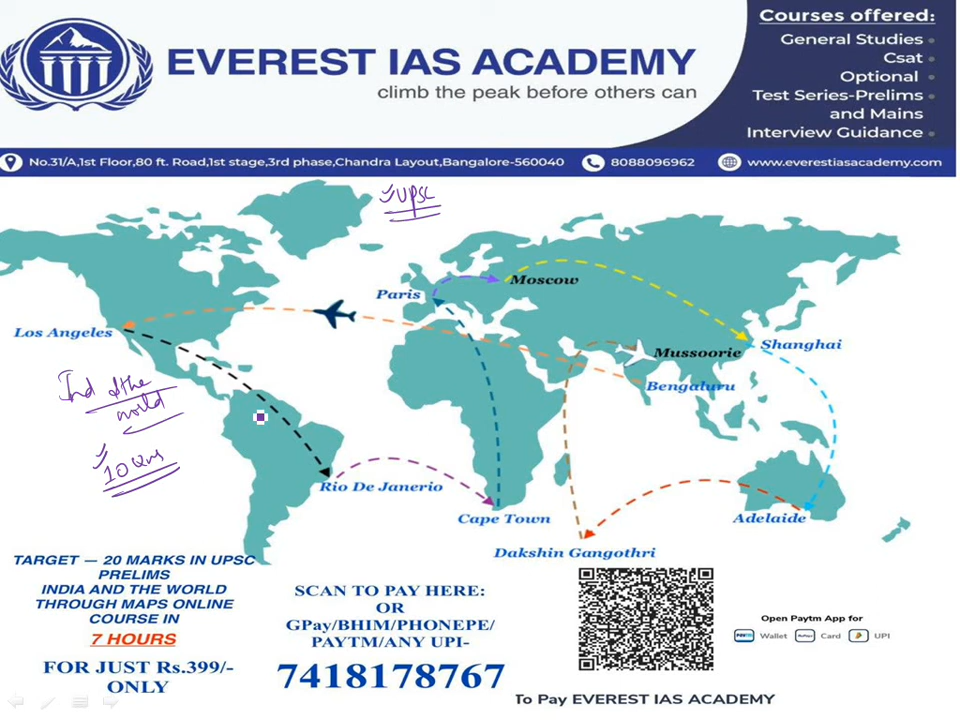 EVEREST IAS ACADEMY
climb the peak before others can
Courses offered:
General Studies
Csat
Optional
Test Series-Prelims
and Mains
Interview Guidance
No.31/A,1st Floor,80 ft. Road,1st stage,3rd phase,Chandra Layout,Bangalore-560040
8088096962
www.everestiasacademy.com
UPSC
Moscow
Paris
Los Angeles
Shanghai
Mussoorie
Bengaluru
Ind & the
world
10 Qns
Rio De Janerio
Cape Town
Adelaide
Dakshin Gangothri
TARGET — 20 MARKS IN UPSC
PRELIMS
INDIA AND THE WORLD
THROUGH MAPS ONLINE
COURSE IN
7 HOURS
FOR JUST Rs.399/-
ONLY
SCAN TO PAY HERE:
OR
GPay/BHIM/PHONEPE/
PAYTM/ANY UPI-
7418178767
Open Paytm App for
Wallet
Card
UPI
To Pay EVEREST IAS ACADEMY